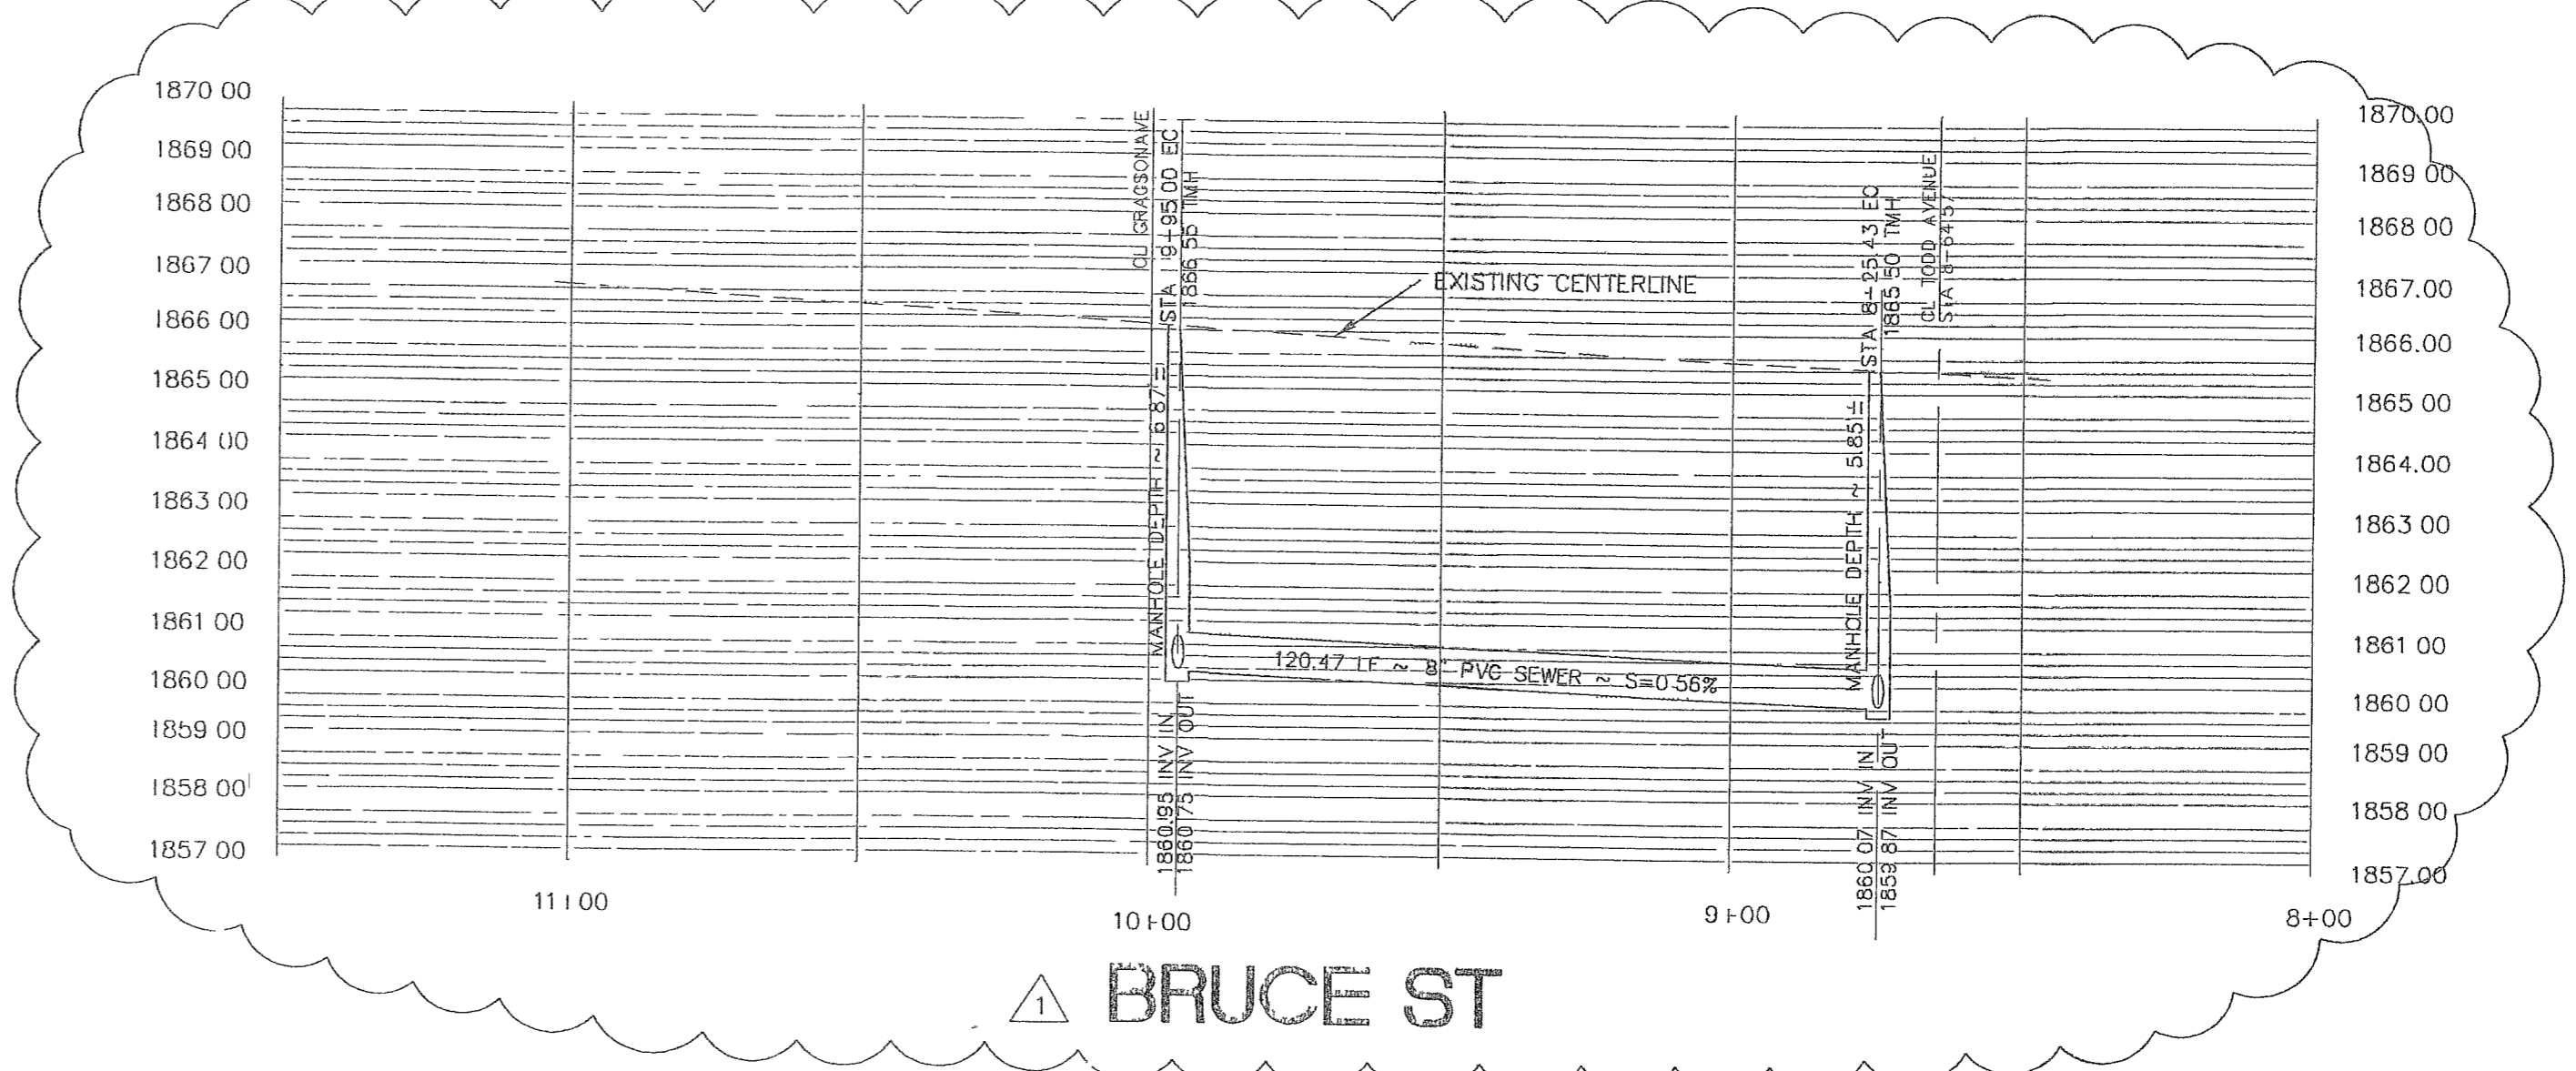 1870 00
1869 00
1868 00
1867 00
1866 00
1865 00
1864 00
1863 00
1862 00
1861 00
1860 00
1859 00
1858 00
1857 00
CL GRAGSON AVE
STA 9+95 00 EC
1866 55 TMH
MANHOLE DEPTH ~
1860.95 INV IN
1860 75 INV OUT
EXISTING CENTERLINE
120.47 LF ~ 8" PVC SEWER ~ S=0 56%
STA 8+25 43 EC
1865 50 TMH
CL TODD AVENUE
MANHOLE DEPTH ~ 5.85'±
1860 07 INV IN
1859 87 INV OUT
1870.00
1869 00
1868 00
1867.00
1866.00
1865 00
1864.00
1863 00
1862 00
1861 00
1860 00
1859 00
1858 00
1857.00
11+00
10+00
9+00
8+00
1
BRUCE ST